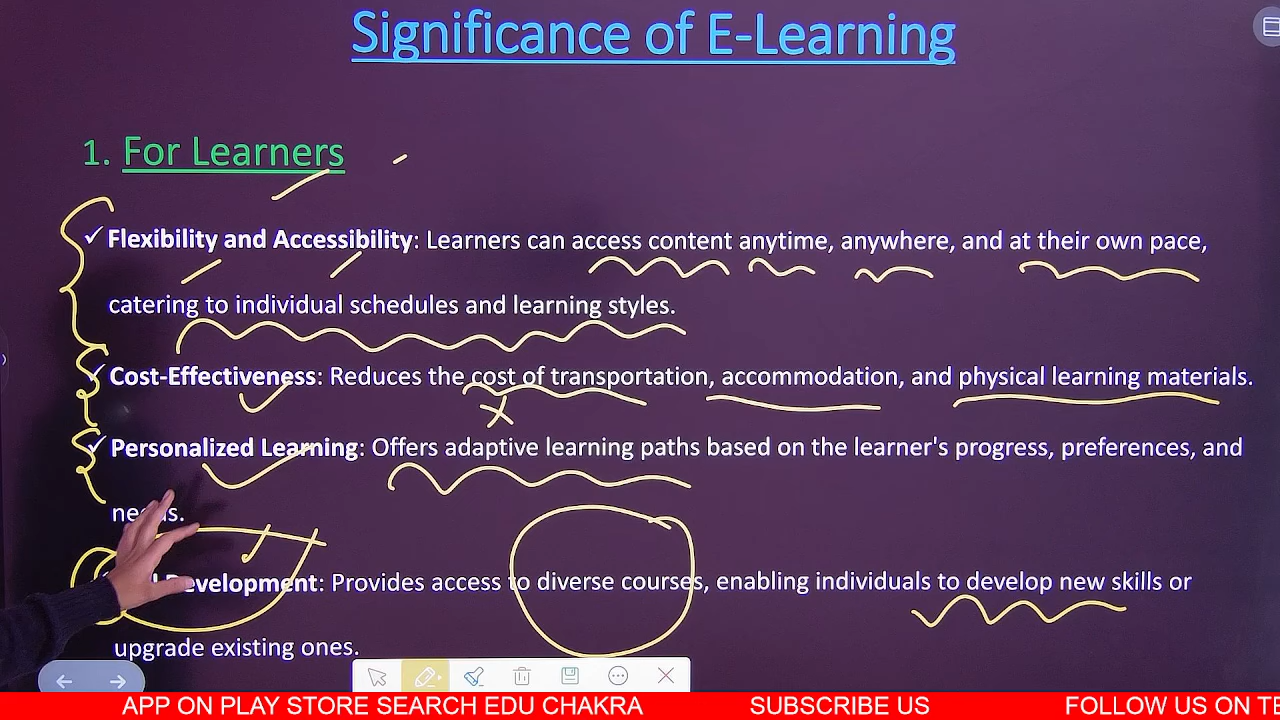 Significance of E-Learning
1. For Learners
✓ Flexibility and Accessibility: Learners can access content anytime, anywhere, and at their own pace,
catering to individual schedules and learning styles.
✓ Cost-Effectiveness: Reduces the cost of transportation, accommodation, and physical learning materials.
✓ Personalized Learning: Offers adaptive learning paths based on the learner's progress, preferences, and
Development: Provides access to diverse courses, enabling individuals to develop new skills or
upgrade existing ones.
APP ON PLAY STORE SEARCH EDU CHAKRA SUBSCRIBE US FOLLOW US ON TE